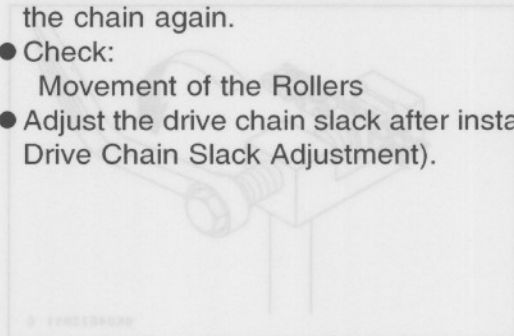 the chain again.
● Check:
Movement of the Rollers
● Adjust the drive chain slack after insta
Drive Chain Slack Adjustment).